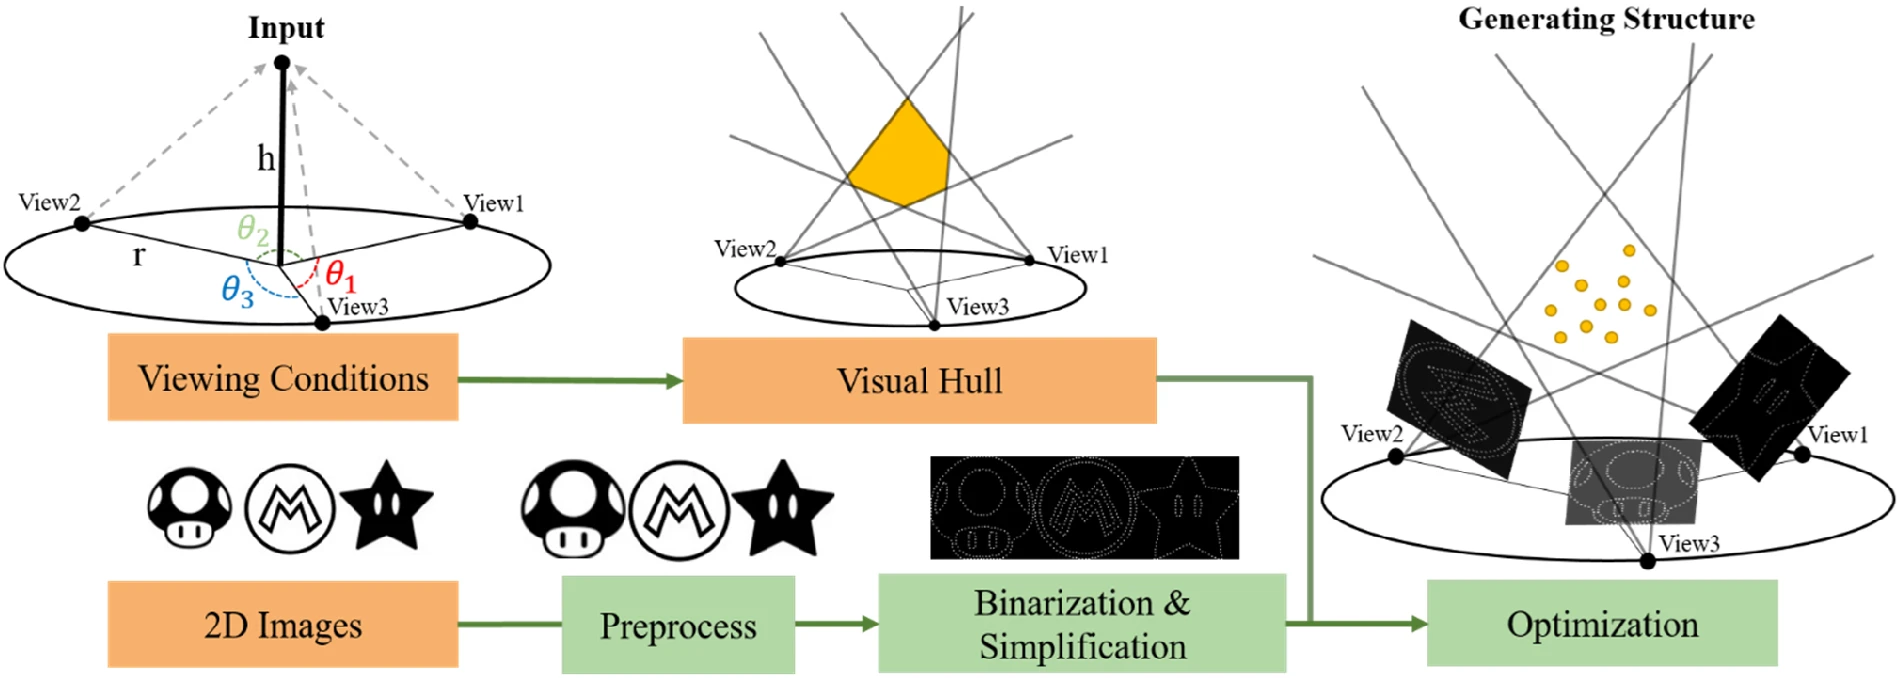 Input
h
View2
View1
θ2
r
θ1
θ3
View3
Viewing Conditions
View2
View1
View3
Visual Hull
Generating Structure
View2
View1
View3
M
M
M
M
2D Images
Preprocess
Binarization &
Simplification
Optimization